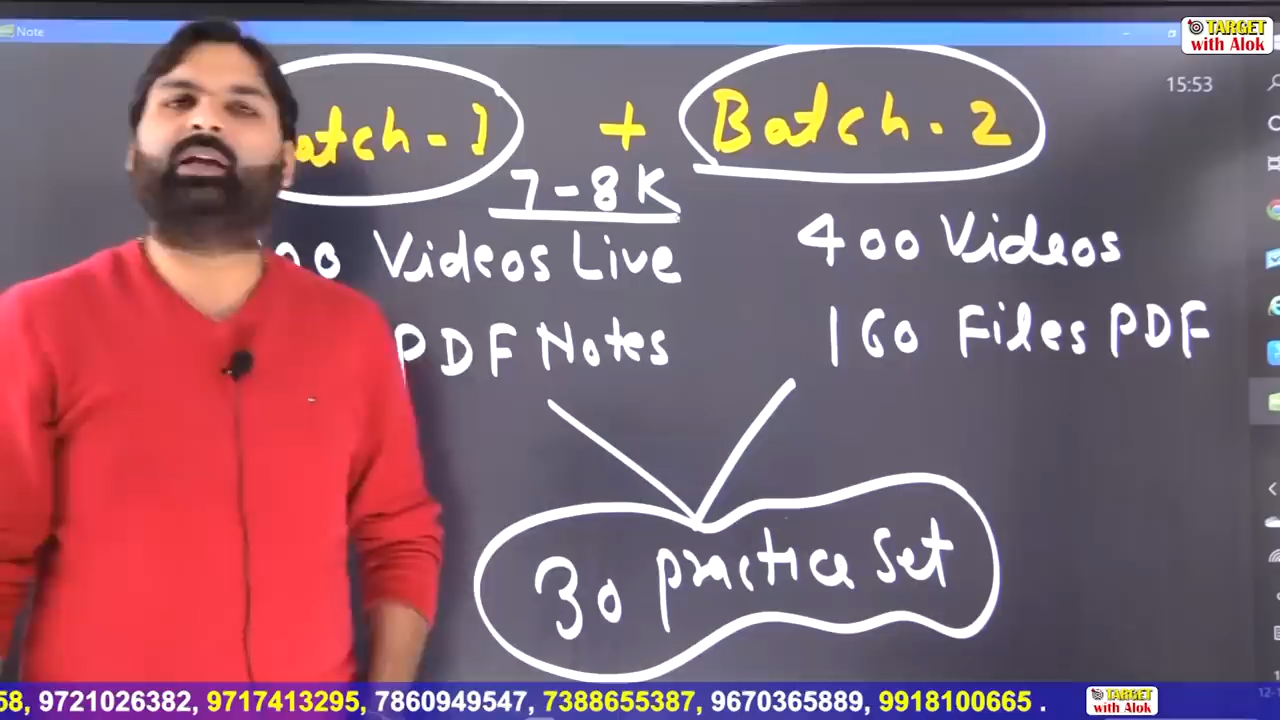 Note
TARGET
with Alok
15:53
atch-1 + Batch-2
7-8K
00 Videos Live
400 Videos
PDF Notes
160 Files PDF
30 practice Set
58, 9721026382, 9717413295, 7860949547, 7388655387, 9670365889, 9918100665 .
TARGET
with Alok